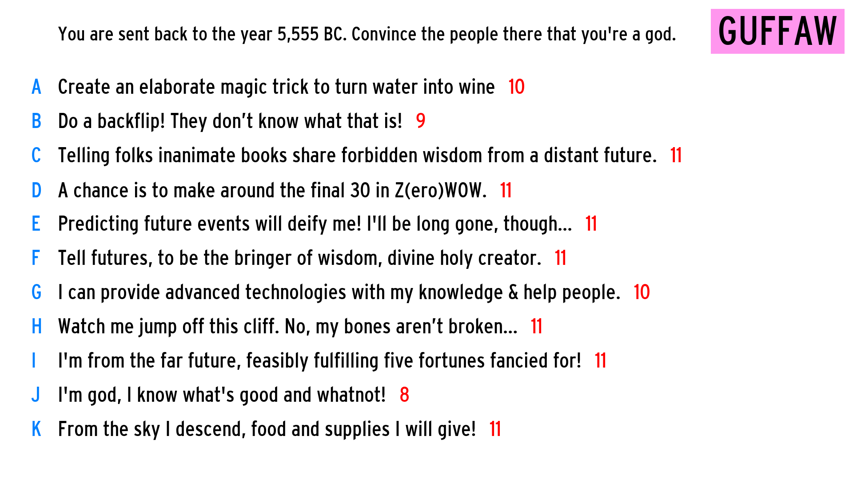 You are sent back to the year 5,555 BC. Convince the people there that you're a god.
GUFFAW
A Create an elaborate magic trick to turn water into wine 10
B Do a backflip! They don’t know what that is! 9
C Telling folks inanimate books share forbidden wisdom from a distant future. 11
D A chance is to make around the final 30 in Z(ero)WOW. 11
E Predicting future events will deify me! I'll be long gone, though... 11
F Tell futures, to be the bringer of wisdom, divine holy creator. 11
G I can provide advanced technologies with my knowledge & help people. 10
H Watch me jump off this cliff. No, my bones aren’t broken... 11
I I'm from the far future, feasibly fulfilling five fortunes fancied for! 11
J I'm god, I know what's good and whatnot! 8
K From the sky I descend, food and supplies I will give! 11